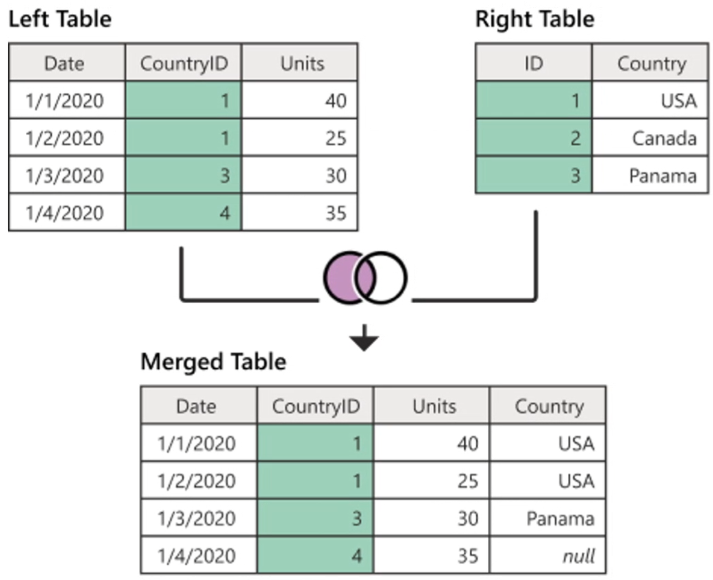 Left Table
Date CountryID Units
1/1/2020 1 40
1/2/2020 1 25
1/3/2020 3 30
1/4/2020 4 35
Right Table
ID Country
1 USA
2 Canada
3 Panama
Merged Table
Date CountryID Units Country
1/1/2020 1 40 USA
1/2/2020 1 25 USA
1/3/2020 3 30 Panama
1/4/2020 4 35 null